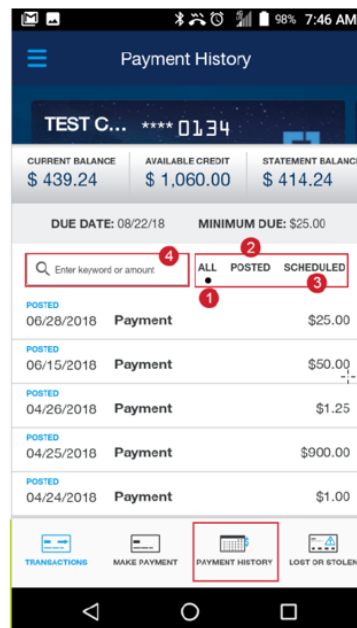 98% 7:46 AM
Payment History
TEST C... **** 0134
CURRENT BALANCE AVAILABLE CREDIT STATEMENT BALANC
$ 439.24 $ 1,060.00 $ 414.24
DUE DATE: 08/22/18 MINIMUM DUE: $25.00
4
2
Enter keyword or amount ALL POSTED SCHEDULED
1 3
POSTED
06/28/2018 Payment $25.00
POSTED
06/15/2018 Payment $50.00
POSTED
04/26/2018 Payment $1.25
POSTED
04/25/2018 Payment $900.00
POSTED
04/24/2018 Payment $1.00
TRANSACTIONS MAKE PAYMENT PAYMENT HISTORY LOST OR STOLEN